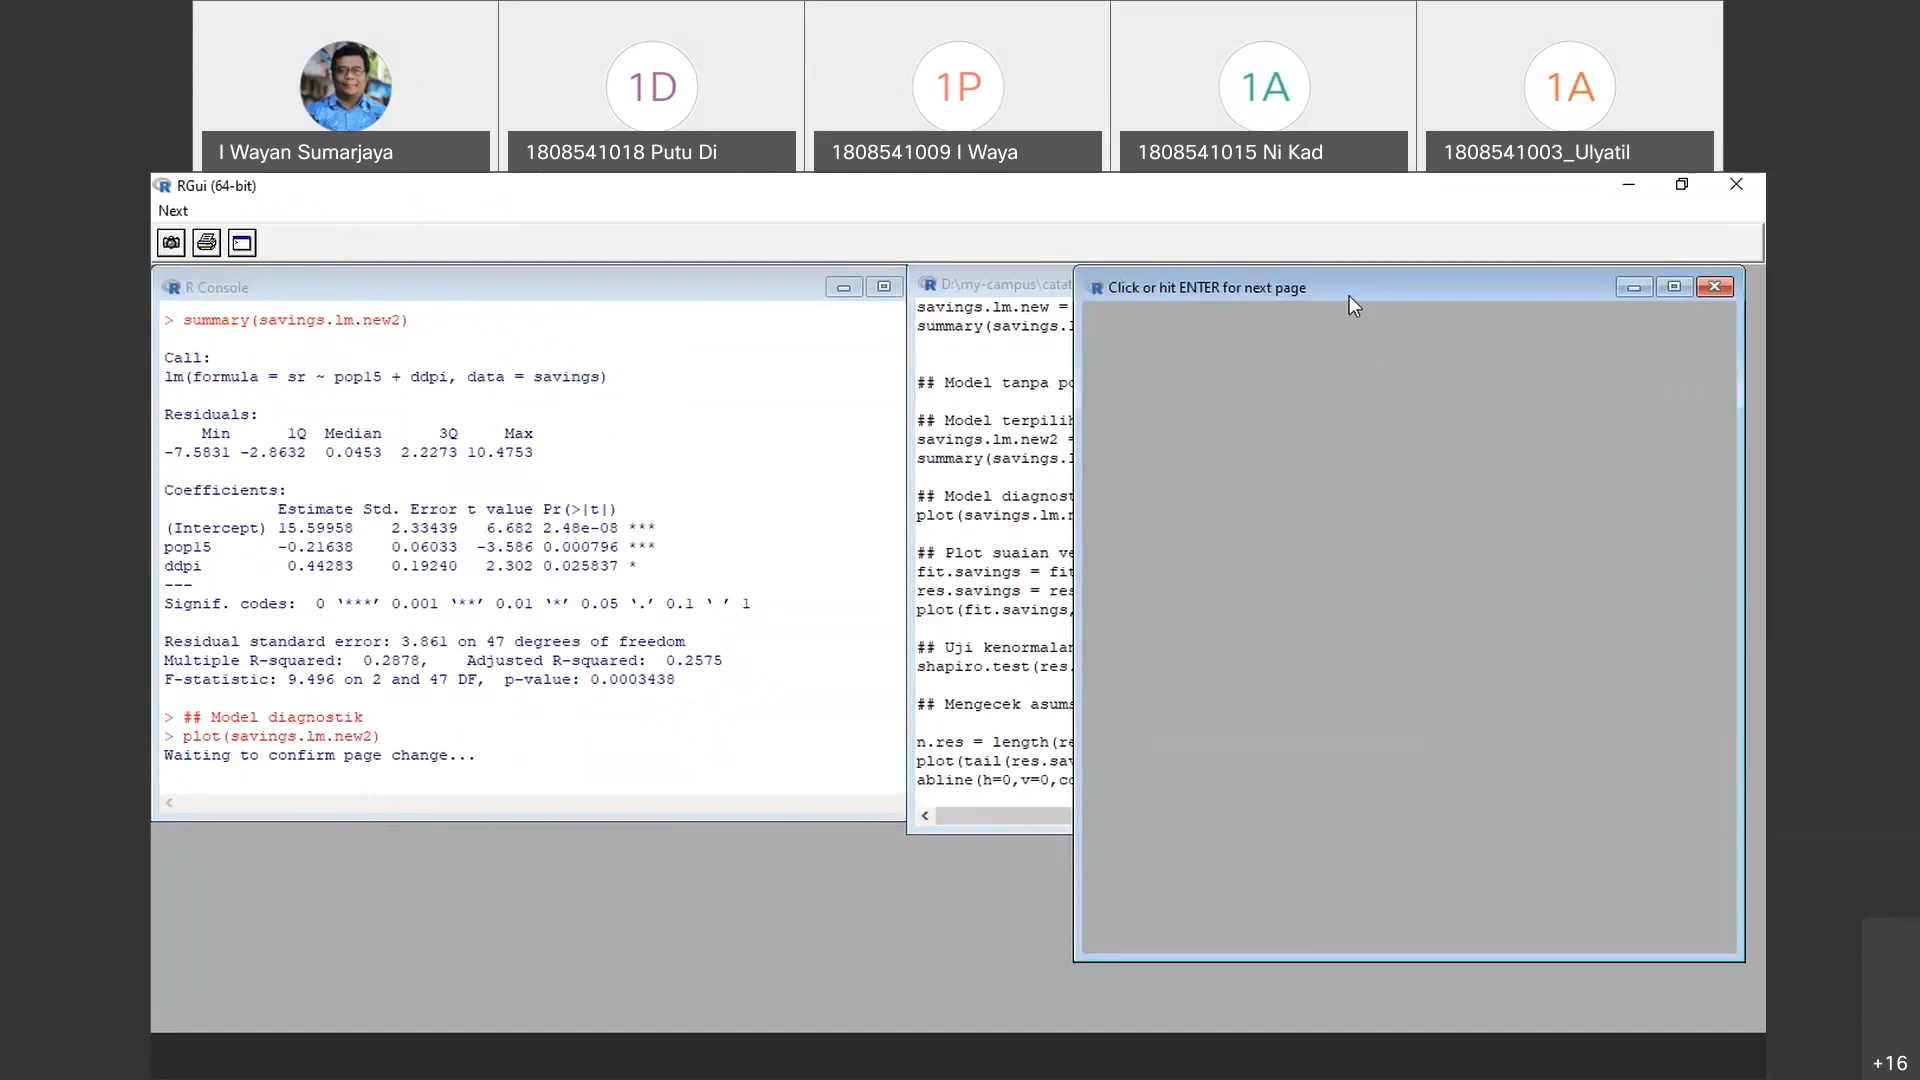 1D
1P
1A
1A
I Wayan Sumarjaya
1808541018 Putu Di
1808541009 I Waya
1808541015 Ni Kad
1808541003_Ulyatil
RGui (64-bit)
Next
R Console
> summary(savings.lm.new2)
Call:
lm(formula = sr ~ pop15 + ddpi, data = savings)
Residuals:
Min 1Q Median 3Q Max
-7.5831 -2.8632 0.0453 2.2273 10.4753
Coefficients:
Estimate Std. Error t value Pr(>|t|)
(Intercept) 15.59958 2.33439 6.682 2.48e-08 ***
pop15 -0.21638 0.06033 -3.586 0.000796 ***
ddpi 0.44283 0.19240 2.302 0.025837 *
---
Signif. codes: 0 ‘***’ 0.001 ‘**’ 0.01 ‘*’ 0.05 ‘.’ 0.1 ‘ ’ 1
Residual standard error: 3.861 on 47 degrees of freedom
Multiple R-squared: 0.2878, Adjusted R-squared: 0.2575
F-statistic: 9.496 on 2 and 47 DF, p-value: 0.0003438
> ## Model diagnostik
> plot(savings.lm.new2)
Waiting to confirm page change...
D:\my-campus\catat
savings.lm.new =
summary(savings.l
## Model tanpa po
## Model terpilih
savings.lm.new2 =
summary(savings.l
## Model diagnost
plot(savings.lm.n
## Plot suaian ve
fit.savings = fit
res.savings = res
plot(fit.savings,
## Uji kenormalan
shapiro.test(res.
## Mengecek asums
n.res = length(re
plot(tail(res.sav
abline(h=0,v=0,co
Click or hit ENTER for next page
+16